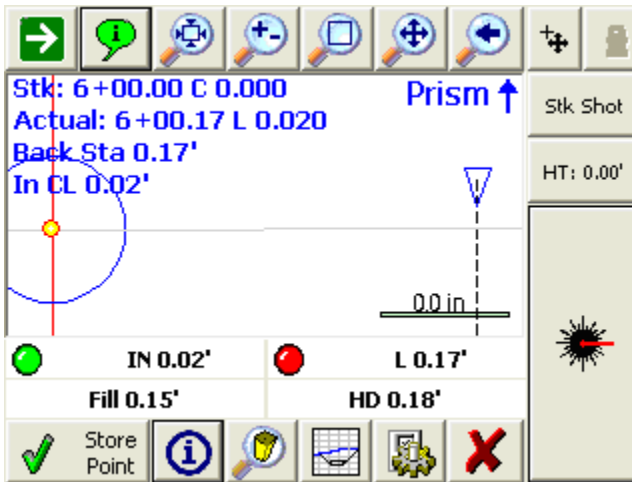 Stk: 6+00.00 C 0.000
Prism
Actual: 6+00.17 L 0.020
Back Sta 0.17'
In CL 0.02'
Stk Shot
HT: 0.00'
0.0 in
IN 0.02'
L 0.17'
Fill 0.15'
HD 0.18'
Store
Point